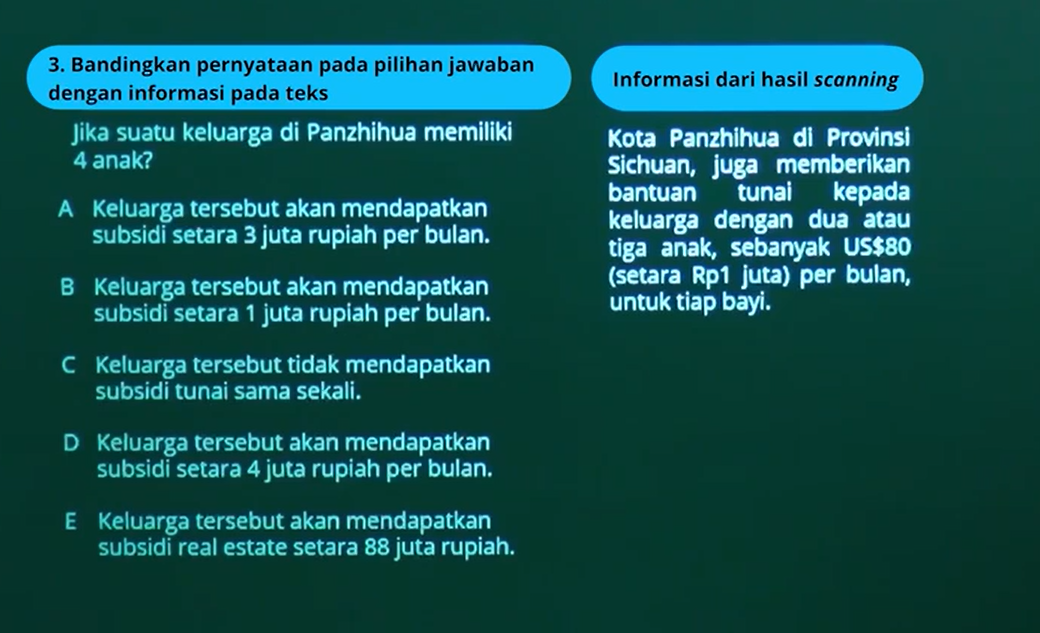 3. Bandingkan pernyataan pada pilihan jawaban
dengan informasi pada teks
Jika suatu keluarga di Panzhihua memiliki
4 anak?
A Keluarga tersebut akan mendapatkan
subsidi setara 3 juta rupiah per bulan.
B Keluarga tersebut akan mendapatkan
subsidi setara 1 juta rupiah per bulan.
C Keluarga tersebut tidak mendapatkan
subsidi tunai sama sekali.
D Keluarga tersebut akan mendapatkan
subsidi setara 4 juta rupiah per bulan.
E Keluarga tersebut akan mendapatkan
subsidi real estate setara 88 juta rupiah.
Informasi dari hasil scanning
Kota Panzhihua di Provinsi
Sichuan, juga memberikan
bantuan tunai kepada
keluarga dengan dua atau
tiga anak, sebanyak US$80
(setara Rp1 juta) per bulan,
untuk tiap bayi.